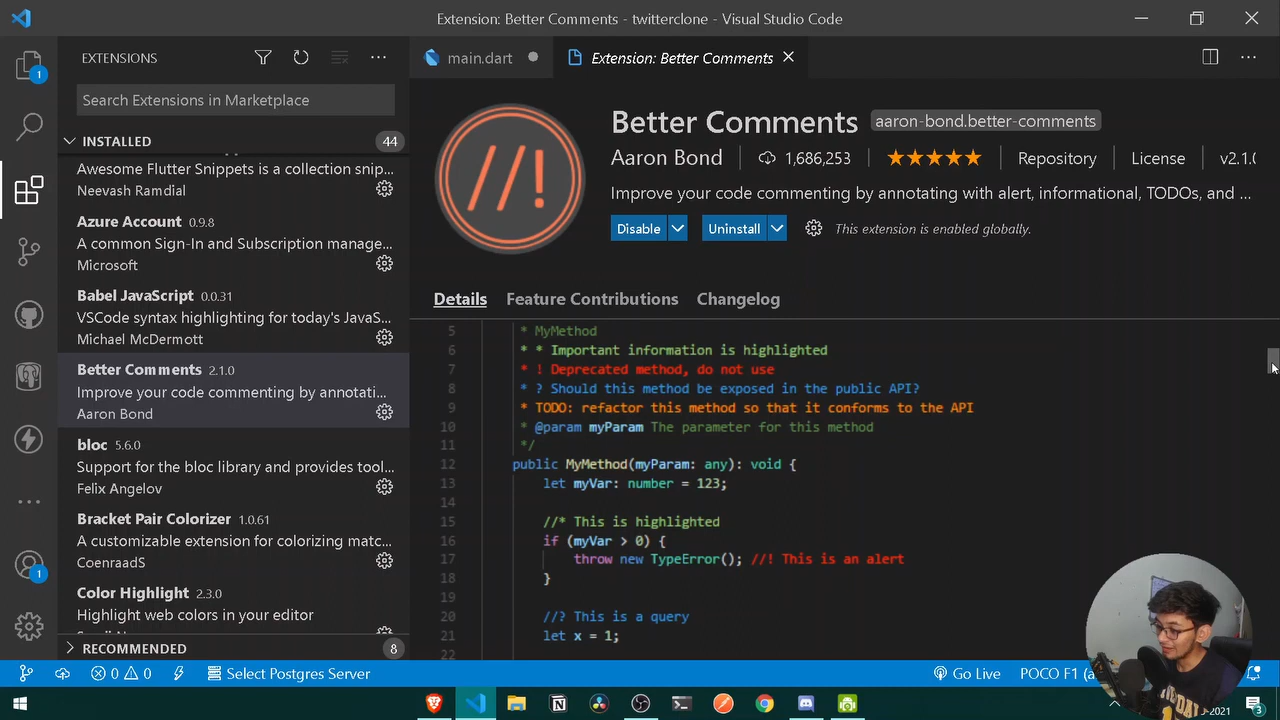 Extension: Better Comments - twitterclone - Visual Studio Code
EXTENSIONS
Search Extensions in Marketplace
INSTALLED
44
Awesome Flutter Snippets is a collection snip...
Neevash Ramdial
Azure Account 0.9.8
A common Sign-In and Subscription manage...
Microsoft
Babel JavaScript 0.0.31
VSCode syntax highlighting for today's JavaS...
Michael McDermott
Better Comments 2.1.0
Improve your code commenting by annotati...
Aaron Bond
bloc 5.6.0
Support for the bloc library and provides tool...
Felix Angelov
Bracket Pair Colorizer 1.0.61
A customizable extension for colorizing matc...
CoenraadS
Color Highlight 2.3.0
Highlight web colors in your editor
RECOMMENDED
8
1
1
main.dart
Extension: Better Comments
//!
Better Comments aaron-bond.better-comments
Aaron Bond 1,686,253 Repository License v2.1.0
Improve your code commenting by annotating with alert, informational, TODOs, and ...
Disable Uninstall This extension is enabled globally.
Details Feature Contributions Changelog
5 * MyMethod
6 * * Important information is highlighted
7 * ! Deprecated method, do not use
8 * ? Should this method be exposed in the public API?
9 * TODO: refactor this method so that it conforms to the API
10 * @param myParam The parameter for this method
11 */
12 public MyMethod(myParam: any): void {
13 let myVar: number = 123;
14
15 //* This is highlighted
16 if (myVar > 0) {
17 throw new TypeError(); //! This is an alert
18 }
19
20 //? This is a query
21 let x = 1;
22
0 0 Select Postgres Server
Go Live POCO F1 (a
-2021
3